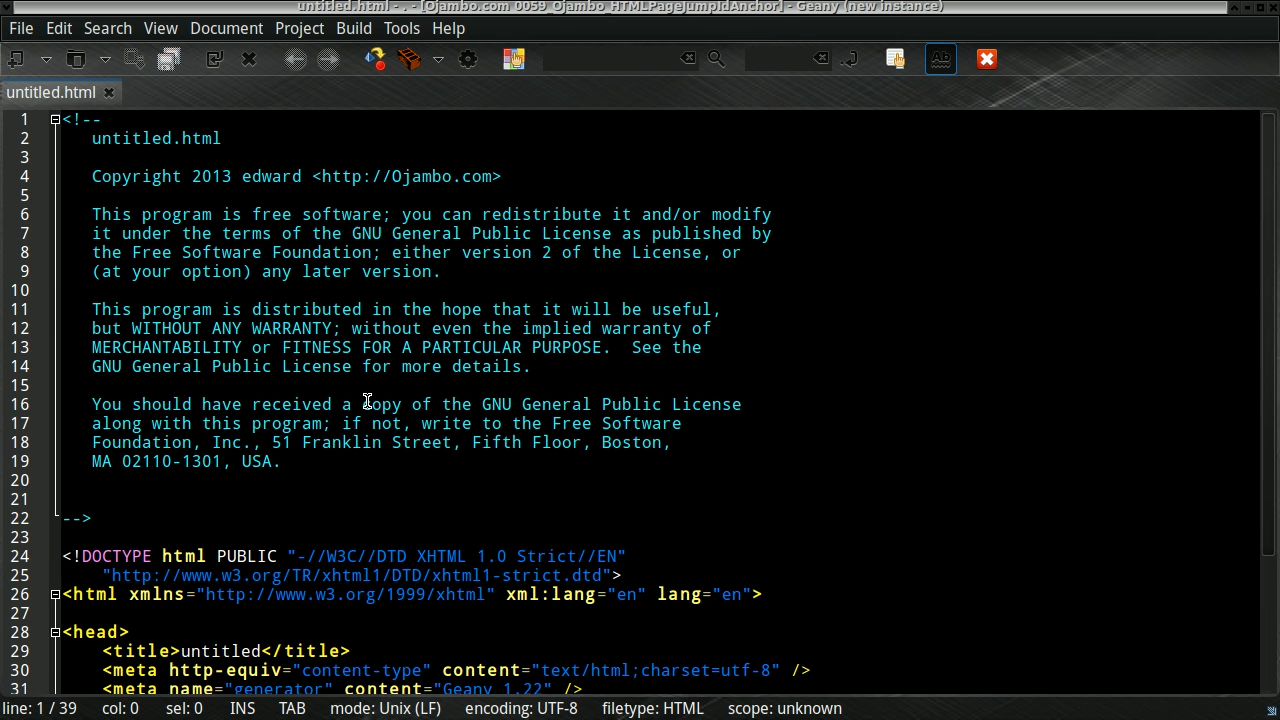 untitled.html - . - [Ojambo.com 0059_Ojambo_HTMLPageJumpIdAnchor] - Geany (new instance)
File Edit Search View Document Project Build Tools Help
Ab
untitled.html
1 <!--
2 untitled.html
3
4 Copyright 2013 edward <http://Ojambo.com>
5
6 This program is free software; you can redistribute it and/or modify
7 it under the terms of the GNU General Public License as published by
8 the Free Software Foundation; either version 2 of the License, or
9 (at your option) any later version.
10
11 This program is distributed in the hope that it will be useful,
12 but WITHOUT ANY WARRANTY; without even the implied warranty of
13 MERCHANTABILITY or FITNESS FOR A PARTICULAR PURPOSE.  See the
14 GNU General Public License for more details.
15
16 You should have received a copy of the GNU General Public License
17 along with this program; if not, write to the Free Software
18 Foundation, Inc., 51 Franklin Street, Fifth Floor, Boston,
19 MA 02110-1301, USA.
20
21
22 -->
23
24 <!DOCTYPE html PUBLIC "-//W3C//DTD XHTML 1.0 Strict//EN"
25 "http://www.w3.org/TR/xhtml1/DTD/xhtml1-strict.dtd">
26 <html xmlns="http://www.w3.org/1999/xhtml" xml:lang="en" lang="en">
27
28 <head>
29 <title>untitled</title>
30 <meta http-equiv="content-type" content="text/html;charset=utf-8" />
31 <meta name="generator" content="Geany 1.22" />
line: 1 / 39 col: 0 sel: 0 INS TAB mode: Unix (LF) encoding: UTF-8 filetype: HTML scope: unknown